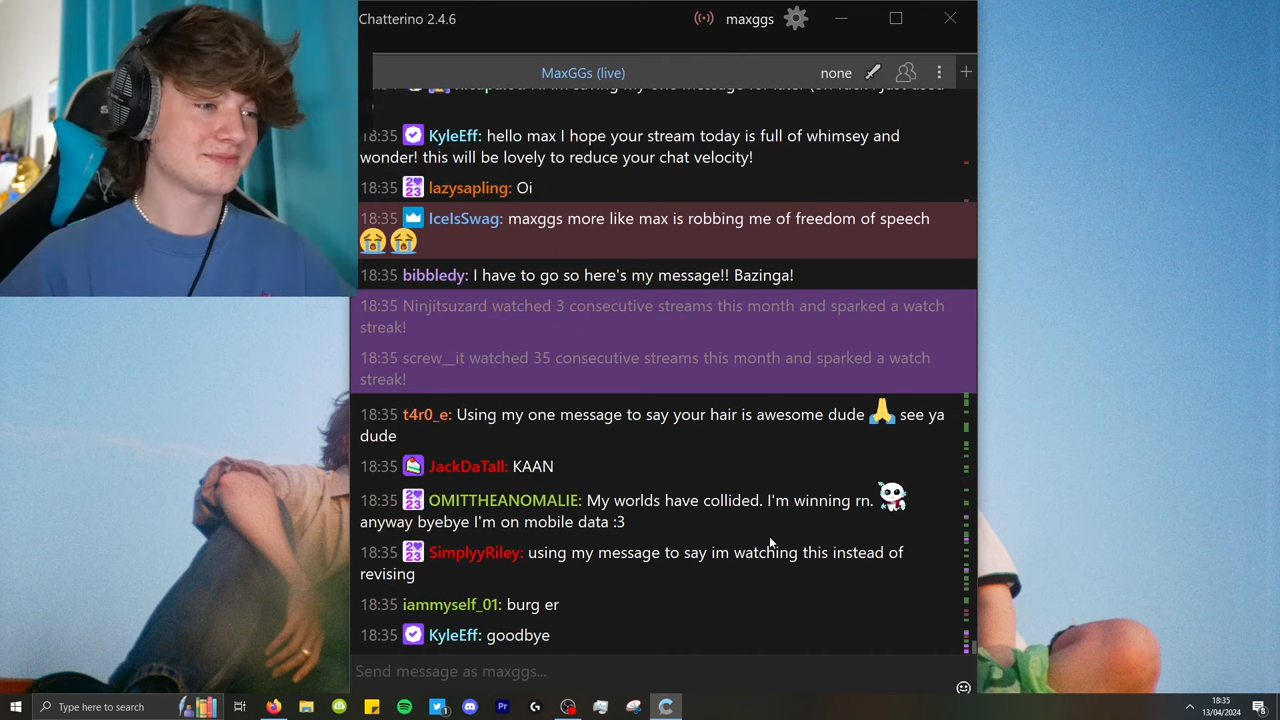 Chatterino 2.4.6
maxggs
MaxGGs (live)
none
18:35 KyleEff: hello max I hope your stream today is full of whimsey and
wonder! this will be lovely to reduce your chat velocity!
18:35 lazysapling: Oi
18:35 IceIsSwag: maxggs more like max is robbing me of freedom of speech
18:35 bibbledy: I have to go so here's my message!! Bazinga!
18:35 Ninjitsuzard watched 3 consecutive streams this month and sparked a watch
streak!
18:35 screw__it watched 35 consecutive streams this month and sparked a watch
streak!
18:35 t4r0_e: Using my one message to say your hair is awesome dude 🙏 see ya
dude
18:35 JackDaTall: KAAN
18:35 OMITTHEANOMALIE: My worlds have collided. I'm winning rn.
anyway byebye I'm on mobile data :3
18:35 SimplyyRiley: using my message to say im watching this instead of
revising
18:35 iammyself_01: burg er
18:35 KyleEff: goodbye
Send message as maxggs...
Type here to search
18:35
13/04/2024